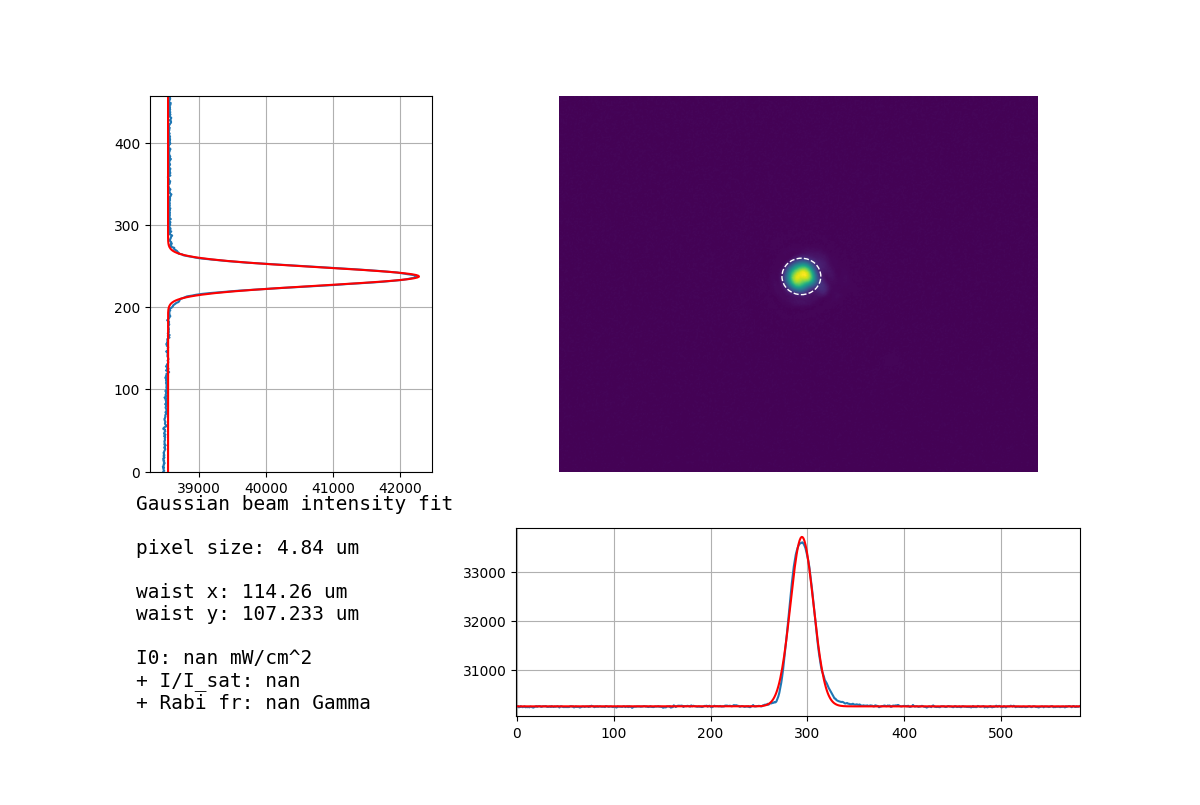 400
300
200
100
0
39000 40000 41000 42000
Gaussian beam intensity fit
pixel size: 4.84 um
waist x: 114.26 um
waist y: 107.233 um
I0: nan mW/cm^2
+ I/I_sat: nan
+ Rabi fr: nan Gamma
33000
32000
31000
0 100 200 300 400 500